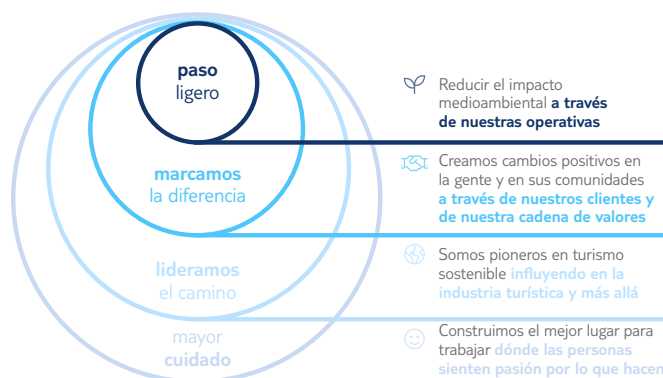 paso
ligero
Reducir el impacto
medioambiental a través
de nuestras operativas
marcamos
la diferencia
Creamos cambios positivos en
la gente y en sus comunidades
a través de nuestros clientes y
de nuestra cadena de valores
lideramos
el camino
Somos pioneros en turismo
sostenible influyendo en la
industria turística y más allá
mayor
cuidado
Construimos el mejor lugar para
trabajar dónde las personas
sienten pasión por lo que hacen